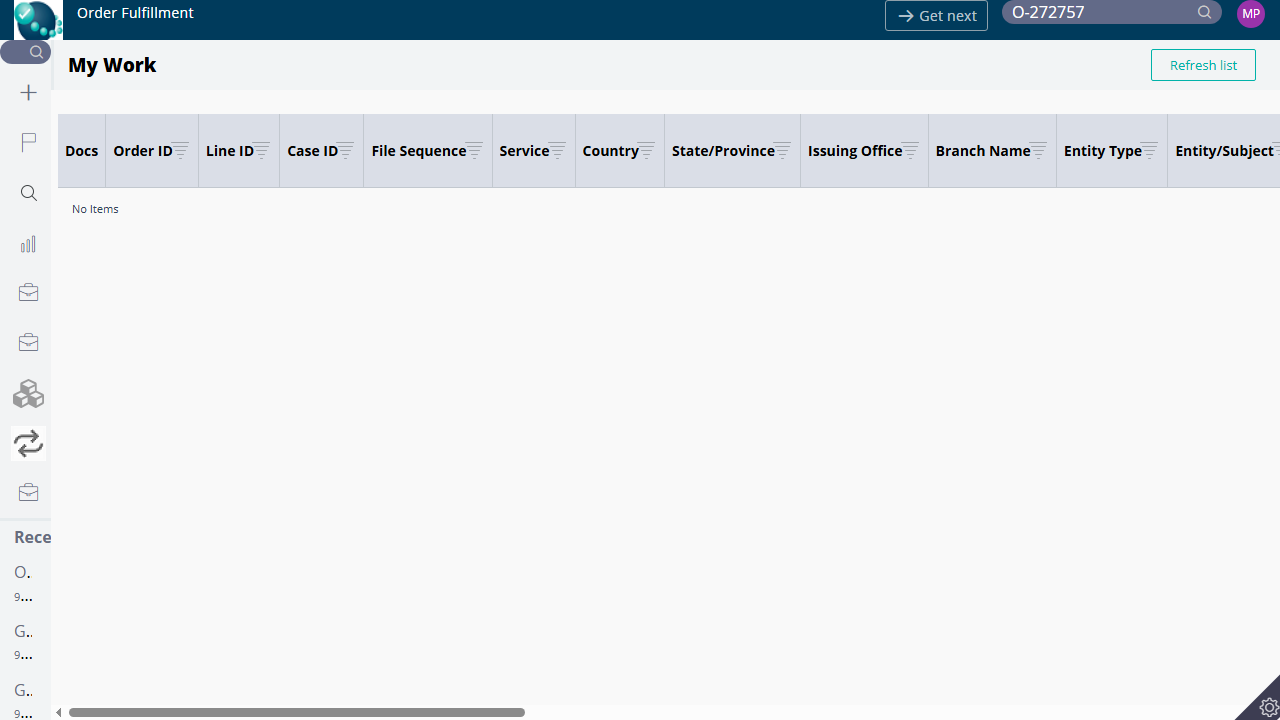 Order Fulfillment
Get next
O-272757
MP
My Work
Refresh list
Docs Order ID Line ID Case ID File Sequence Service Country State/Province Issuing Office Branch Name Entity Type Entity/Subject
No Items
Rece
O..
9...
G..
9...
G..
9...